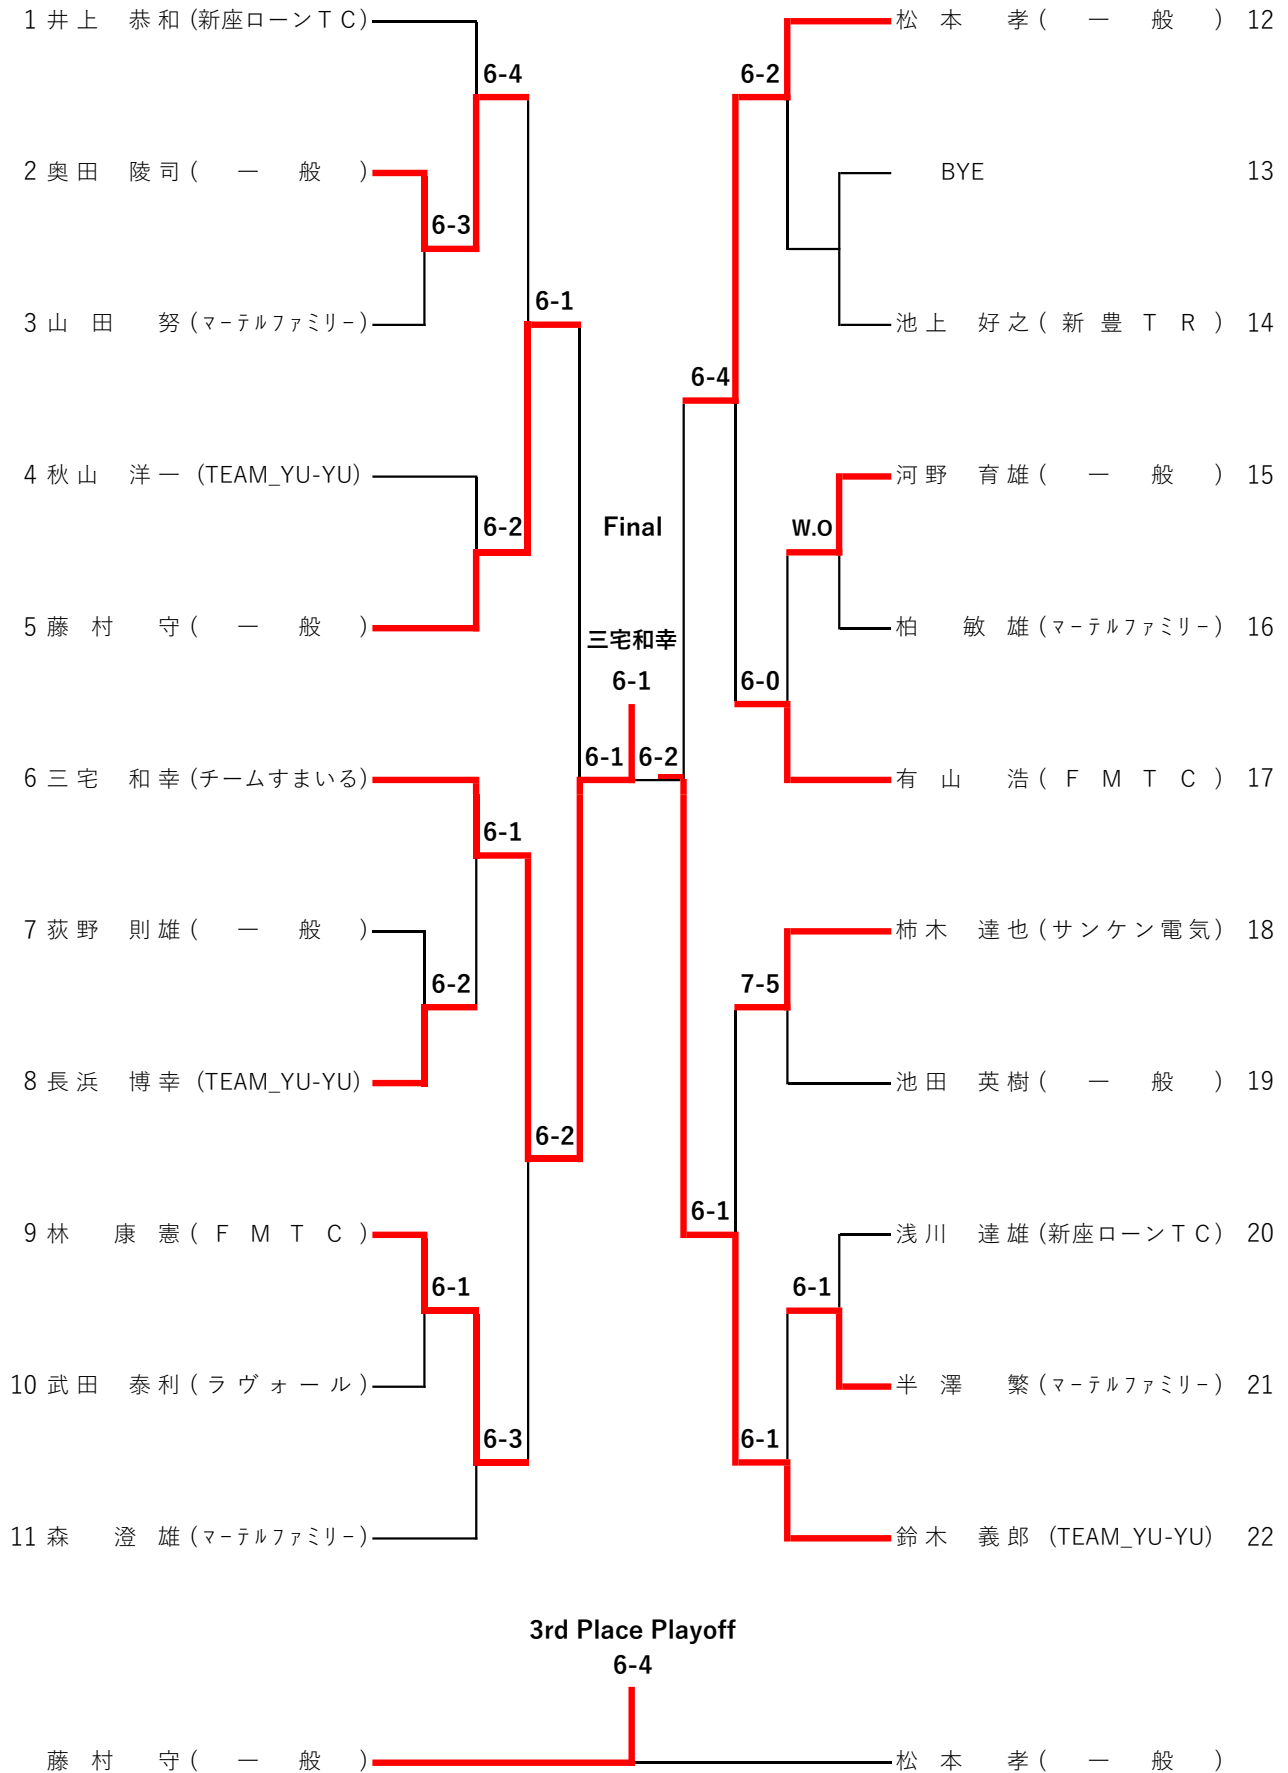 1 井上 恭和 (新座ローンＴＣ)
松本 孝 ( 一般 ) 12
6-4
6-2
2 奥田 陵司 ( 一般 )
BYE 13
6-3
6-1
3 山田 努 (マーテルファミリー)
池上 好之 ( 新豊ＴＲ ) 14
6-4
4 秋山 洋一 (TEAM_YU-YU)
河野 育雄 ( 一般 ) 15
6-2
Final
W.O
5 藤村 守 ( 一般 )
柏 敏雄 (マーテルファミリー) 16
三宅和幸
6-1
6-0
6-1
6-2
6 三宅 和幸 (チームすまいる)
有山 浩 ( ＦＭＴＣ ) 17
6-1
7 荻野 則雄 ( 一般 )
柿木 達也 (サンケン電気) 18
6-2
7-5
8 長浜 博幸 (TEAM_YU-YU)
池田 英樹 ( 一般 ) 19
6-2
6-1
9 林 康憲 ( ＦＭＴＣ )
浅川 達雄 (新座ローンＴＣ) 20
6-1
6-1
10 武田 泰利 ( ラヴォール )
半澤 繁 (マーテルファミリー) 21
6-3
6-1
11 森 澄雄 (マーテルファミリー)
鈴木 義郎 (TEAM_YU-YU) 22
3rd Place Playoff
6-4
藤村 守 ( 一般 )
松本 孝 ( 一般 )